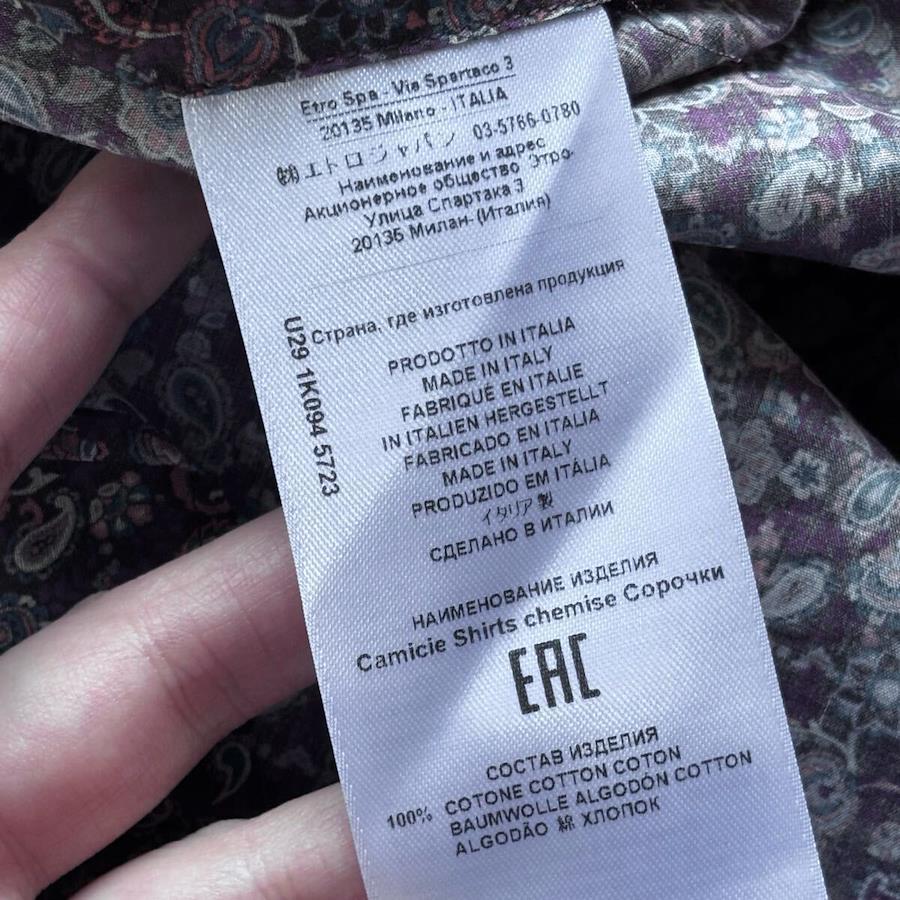 Etro Spa - Via Spartaco 3
20135 Milano - ITALIA
㈱エトロジャパン 03-5766-0780
Наименование и адрес
Акционерное общество Этро-
Улица Спартака 3
20135 Милан- (Италия)
Страна, где изготовлена продукция
U29 1K094 5723
PRODOTTO IN ITALIA
MADE IN ITALY
FABRIQUÉ EN ITALIE
IN ITALIEN HERGESTELLT
FABRICADO EN ITALIA
MADE IN ITALY
PRODUZIDO EM ITÁLIA
イタリア製
СДЕЛАНО В ИТАЛИИ
НАИМЕНОВАНИЕ ИЗДЕЛИЯ
Camicie Shirts chemise Сорочки
EAC
СОСТАВ ИЗДЕЛИЯ
100% COTONE COTTON COTON
BAUMWOLLE ALGODÓN COTTON
ALGODÃO 綿 ХЛОПОК